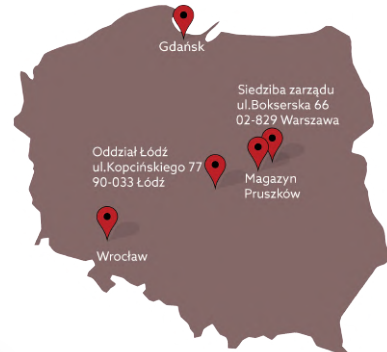 Gdańsk
Siedziba zarządu
ul.Bokserska 66
02-829 Warszawa
Oddział Łódź
ul.Kopcińskiego 77
90-033 Łódź
Magazyn
Pruszków
Wrocław